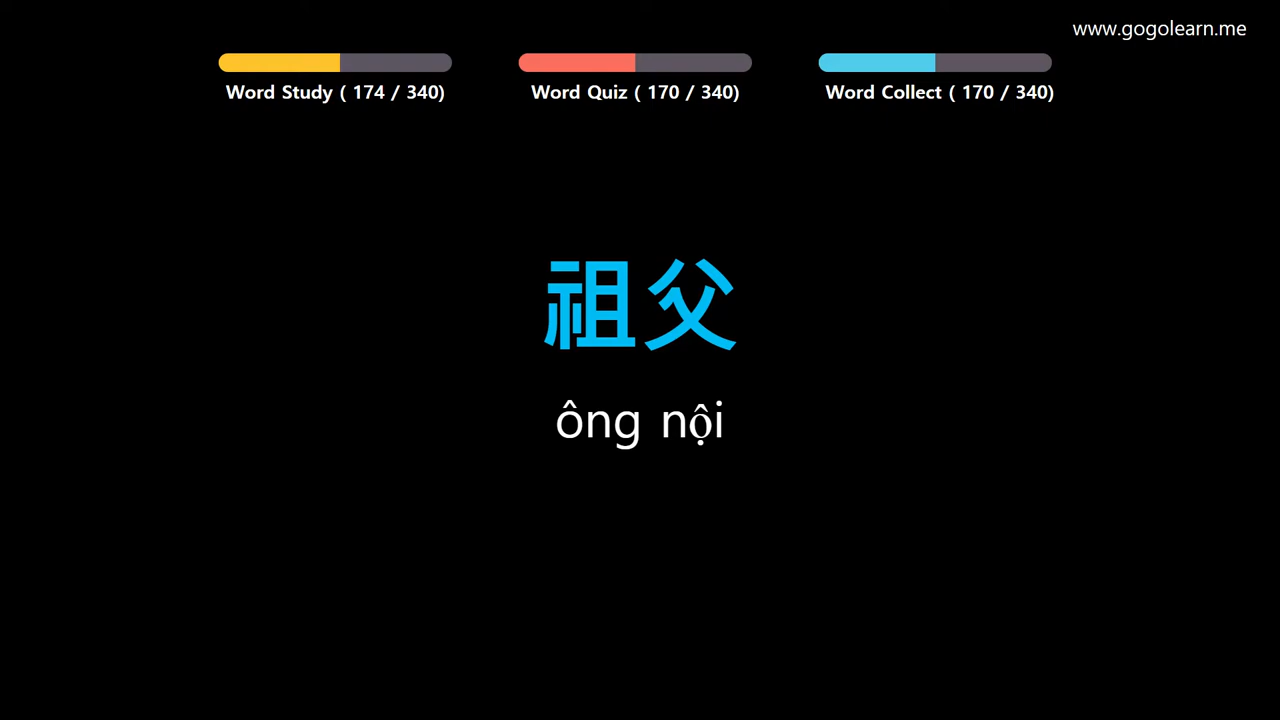 www.gogolearn.me
Word Study ( 174 / 340)
Word Quiz ( 170 / 340)
Word Collect ( 170 / 340)
祖父
ông nội